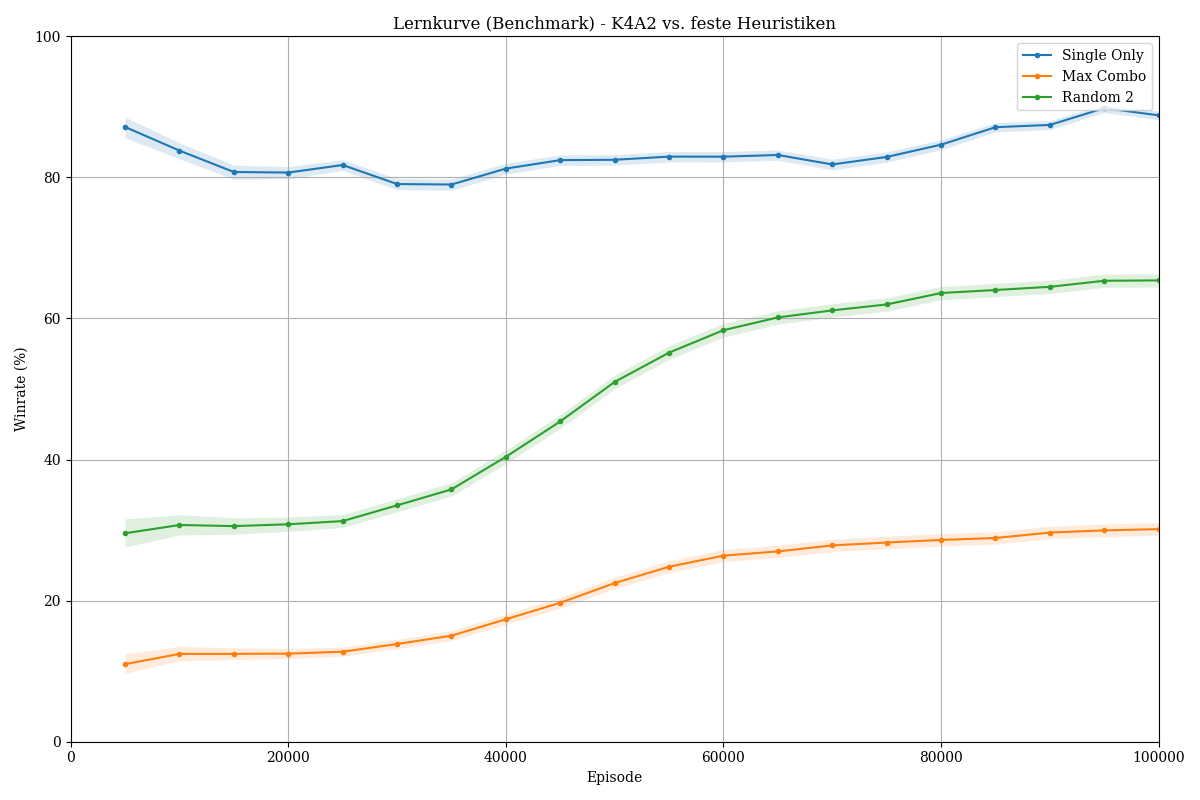 Lernkurve (Benchmark) - K4A2 vs. feste Heuristiken
Single Only
Max Combo
Random 2
Winrate (%)
100
80
60
40
20
0
0 20000 40000 60000 80000 100000
Episode